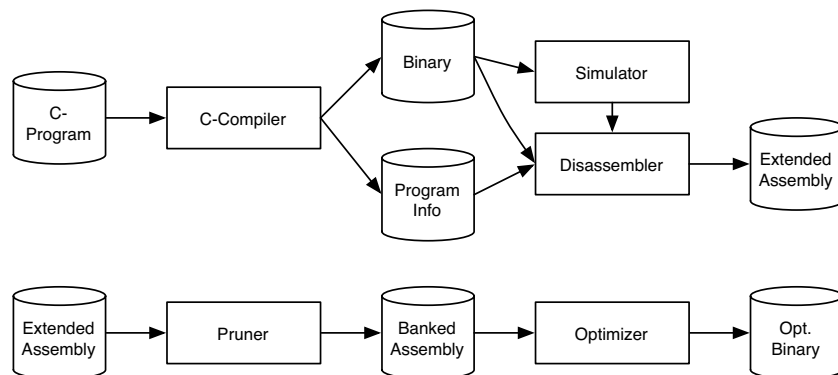 C-
Program
C-Compiler
Binary
Program
Info
Simulator
Disassembler
Extended
Assembly
Extended
Assembly
Pruner
Banked
Assembly
Optimizer
Opt.
Binary